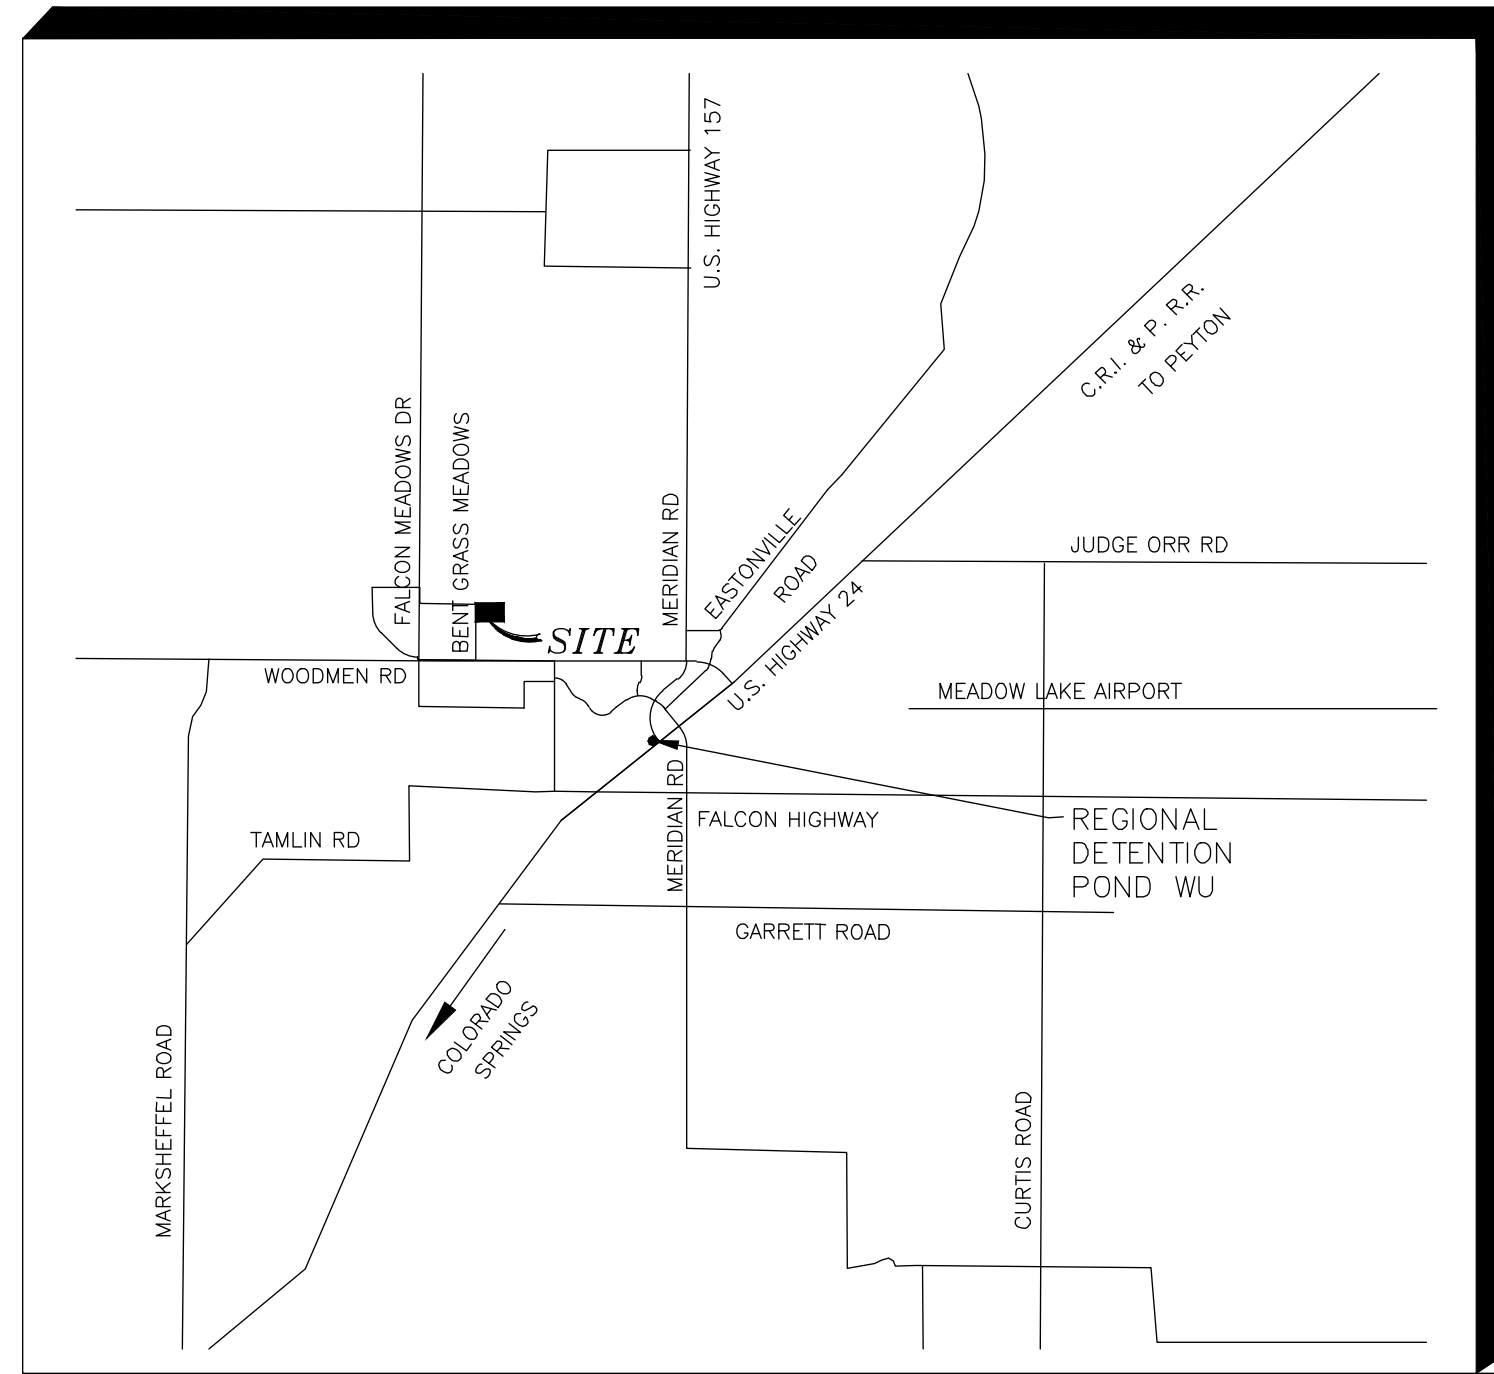 U.S. HIGHWAY 157
C.R.I. & P. R.R.
TO PEYTON
FALCON MEADOWS DR
BENT GRASS MEADOWS
MERIDIAN RD
EASTONVILLE
ROAD
JUDGE ORR RD
U.S. HIGHWAY 24
SITE
WOODMEN RD
MEADOW LAKE AIRPORT
MERIDIAN RD
FALCON HIGHWAY
REGIONAL
DETENTION
POND WU
TAMLIN RD
GARRETT ROAD
COLORADO
SPRINGS
MARKSHEFFEL ROAD
CURTIS ROAD